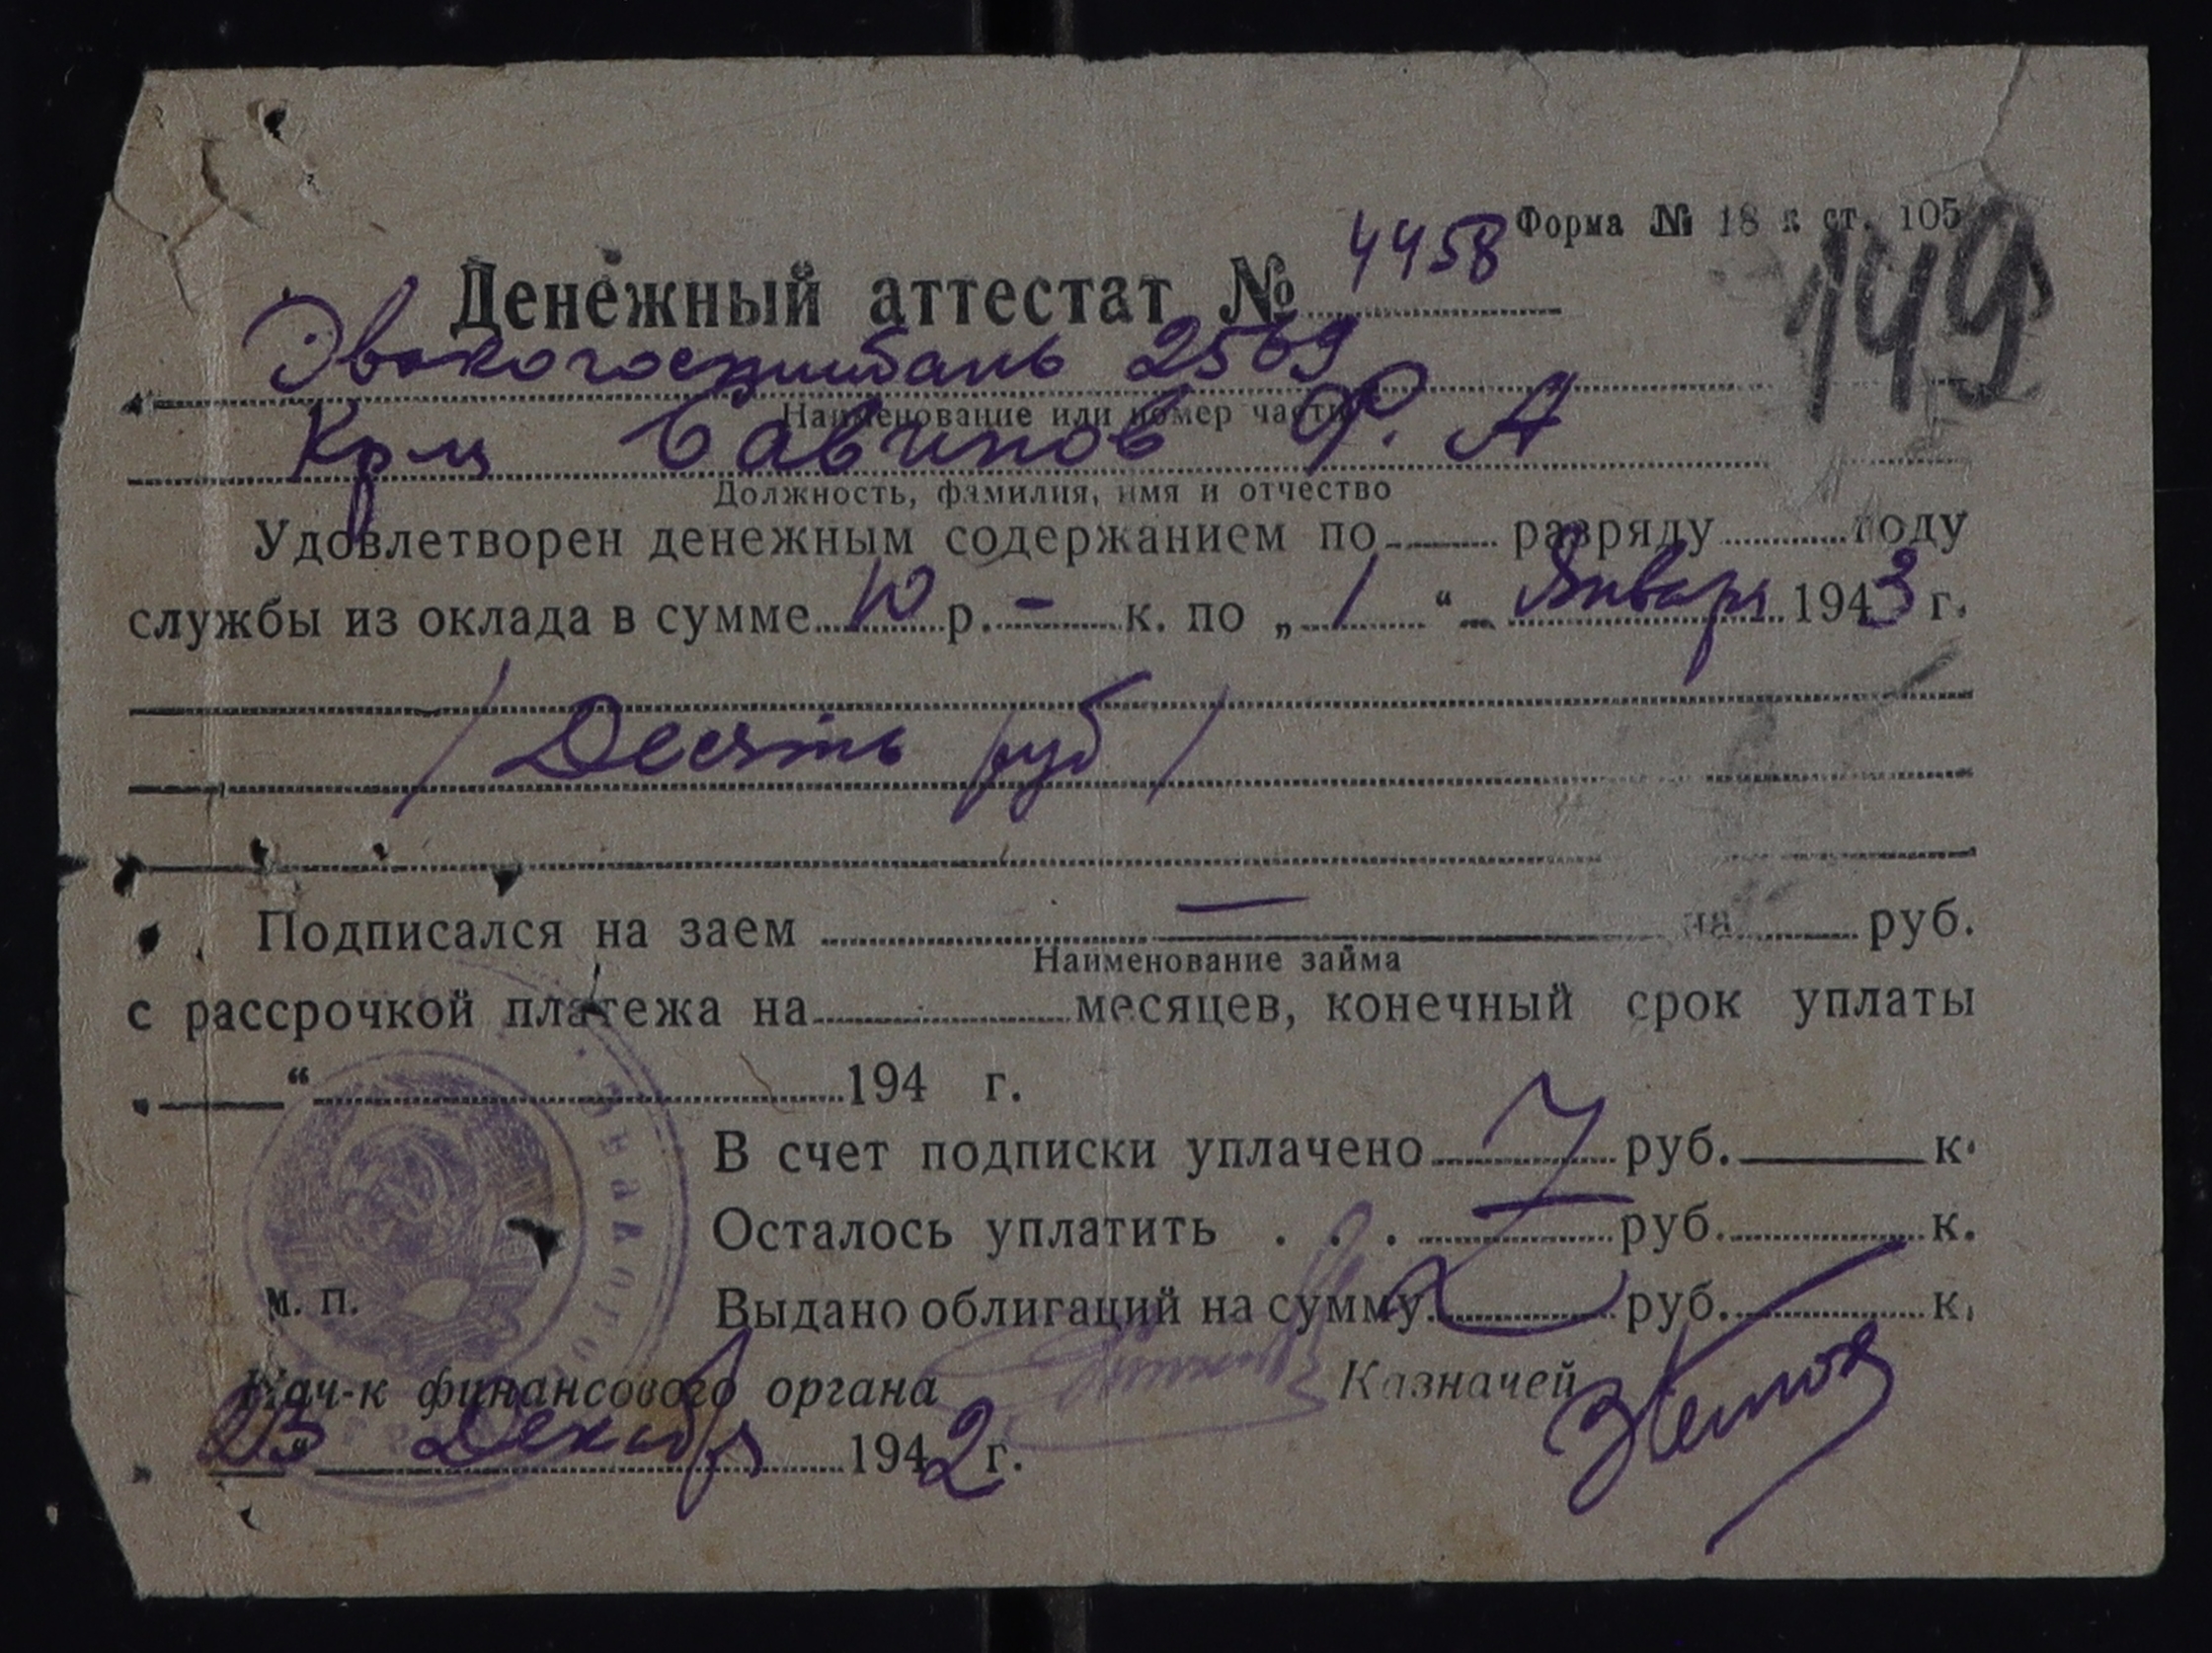 Форма № 18 к ст. 105
149
Денежный аттестат № 4458
Эвакогоспиталь 2569
Наименование или номер части
Кр-ц Савинов Ф. А
Должность, фамилия, имя и отчество
Удовлетворен денежным содержанием по разряду году
службы из оклада в сумме 10 р. - к. по „ 1 “ Января 1943 г.
/ Десять руб /
Подписался на заем — на руб.
Наименование займа
с рассрочкой платежа на месяцев, конечный срок уплаты
“ 194 г.
В счет подписки уплачено руб. к.
Осталось уплатить . . . руб. к.
М. П.
Выдано облигаций на сумму руб. к.
Нач-к финансового органа Казначей
23 Декабря 1942 г.